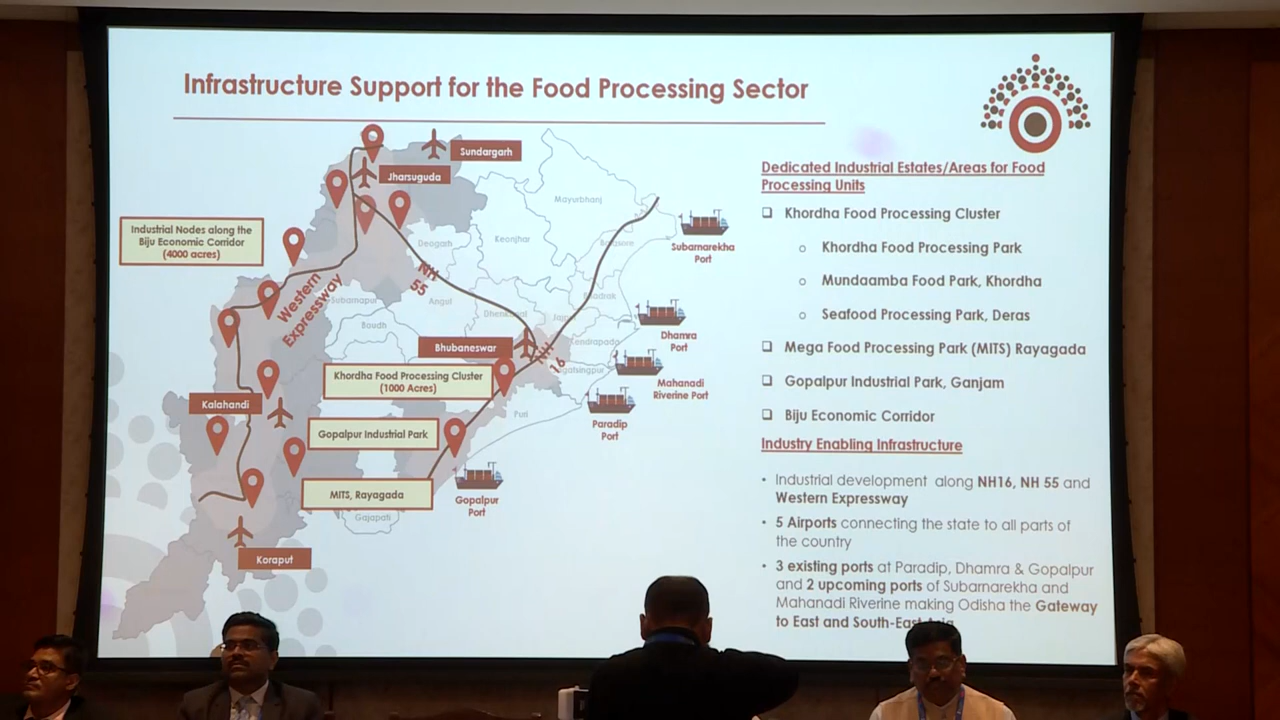 Infrastructure Support for the Food Processing Sector
Sundargarh
Jharsuguda
Mayurbhanj
Industrial Nodes along the
Biju Economic Corridor
(4000 acres)
Deogarh
Keonjhar
Balasore
Subarnarekha
Port
NH
55
Western
Expressway
Subarnapur
Angul
Dhenkanal
Bhadrak
Boudh
Dhamra
Port
Bhubaneswar
NH
16
Kendrapada
Jagatsingpur
Khordha Food Processing Cluster
(1000 Acres)
Mahanadi
Riverine Port
Kalahandi
Puri
Paradip
Port
Gopalpur Industrial Park
MITS, Rayagada
Gopalpur
Port
Gajapati
Koraput
Dedicated Industrial Estates/Areas for Food
Processing Units
Khordha Food Processing Cluster
Khordha Food Processing Park
Mundaamba Food Park, Khordha
Seafood Processing Park, Deras
Mega Food Processing Park (MITS) Rayagada
Gopalpur Industrial Park, Ganjam
Biju Economic Corridor
Industry Enabling Infrastructure
• Industrial development along NH16, NH 55 and
Western Expressway
• 5 Airports connecting the state to all parts of
the country
• 3 existing ports at Paradip, Dhamra & Gopalpur
and 2 upcoming ports of Subarnarekha and
Mahanadi Riverine making Odisha the Gateway
to East and South-East Asia